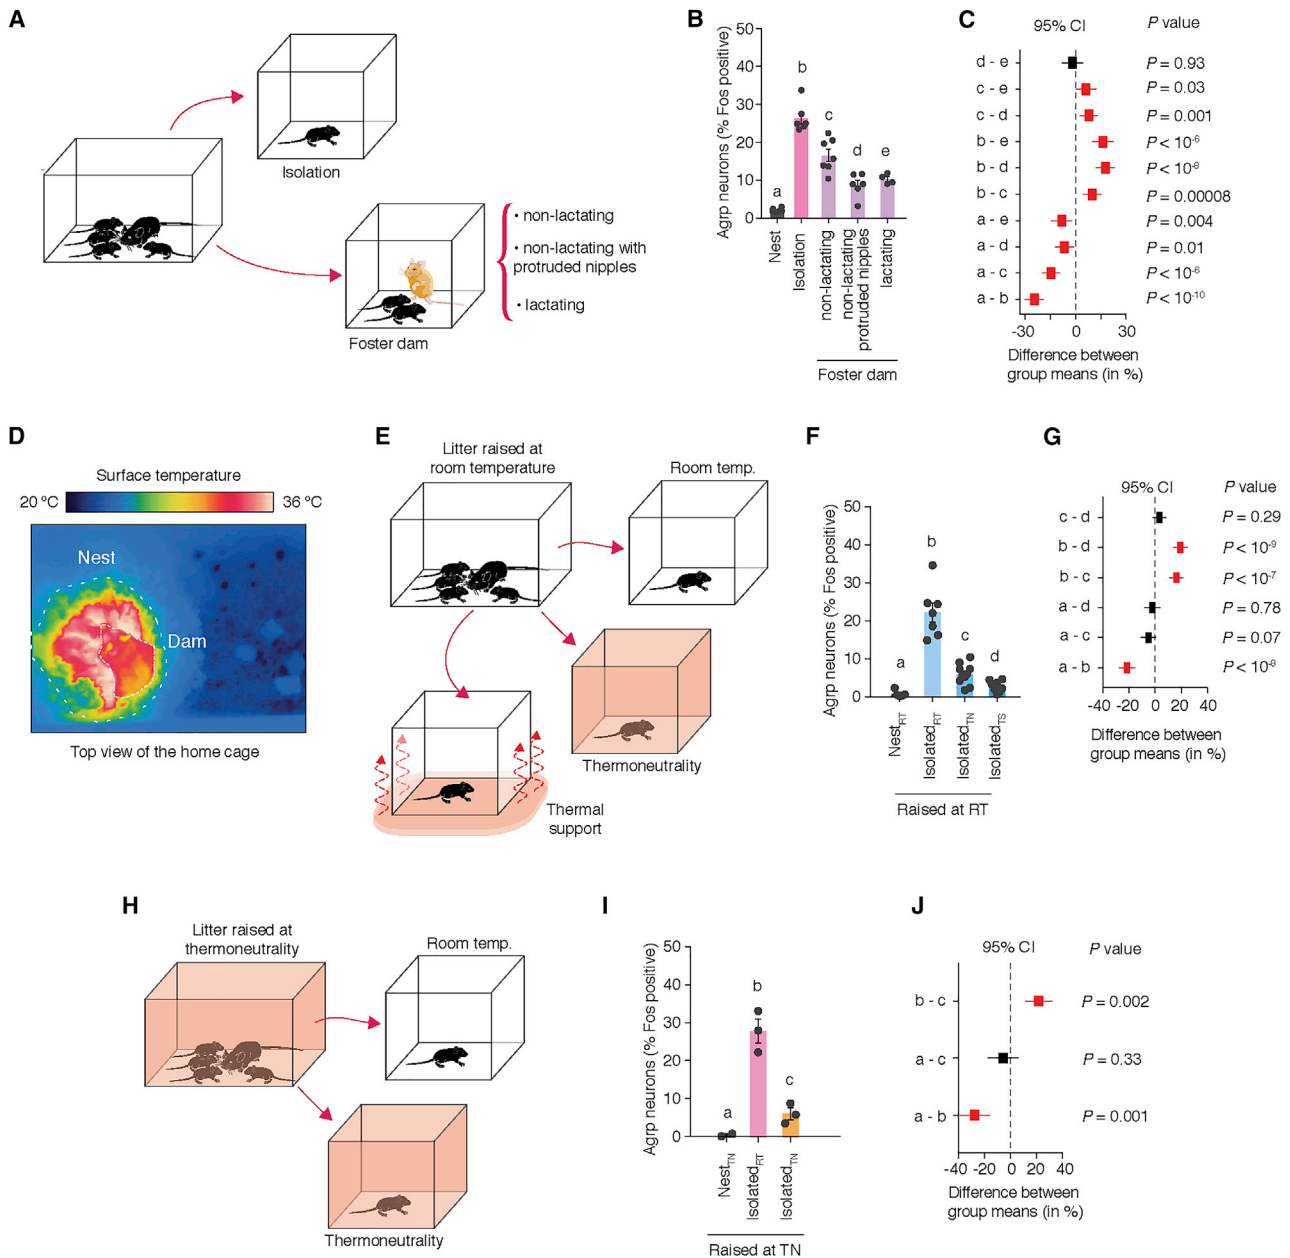 A
Isolation
Foster dam
• non-lactating
• non-lactating with
protruded nipples
• lactating
B
Agrp neurons (% Fos positive)
50
40
30
20
10
0
a
b
c
d
e
Nest
Isolation
non-lactating
non-lactating
protruded nipples
lactating
Foster dam
C
95% CI
P value
d - e
P = 0.93
c - e
P = 0.03
c - d
P = 0.001
b - e
P < 10-6
b - d
P < 10-8
b - c
P = 0.00008
a - e
P = 0.004
a - d
P = 0.01
a - c
P < 10-6
a - b
P < 10-10
-30 0 30
Difference between
group means (in %)
D
Surface temperature
20 ºC
36 ºC
Nest
Dam
Top view of the home cage
E
Litter raised at
room temperature
Room temp.
Thermoneutrality
Thermal
support
F
Agrp neurons (% Fos positive)
50
40
30
20
10
0
a
b
c
d
NestRT
IsolatedRT
IsolatedTN
IsolatedTS
Raised at RT
G
95% CI
P value
c - d
P = 0.29
b - d
P < 10-9
b - c
P < 10-7
a - d
P = 0.78
a - c
P = 0.07
a - b
P < 10-8
-40 -20 0 20 40
Difference between
group means (in %)
H
Litter raised at
thermoneutrality
Room temp.
Thermoneutrality
I
Agrp neurons (% Fos positive)
50
40
30
20
10
0
a
b
c
NestTN
IsolatedRT
IsolatedTN
Raised at TN
J
95% CI
P value
b - c
P = 0.002
a - c
P = 0.33
a - b
P = 0.001
-40 -20 0 20 40
Difference between
group means (in %)